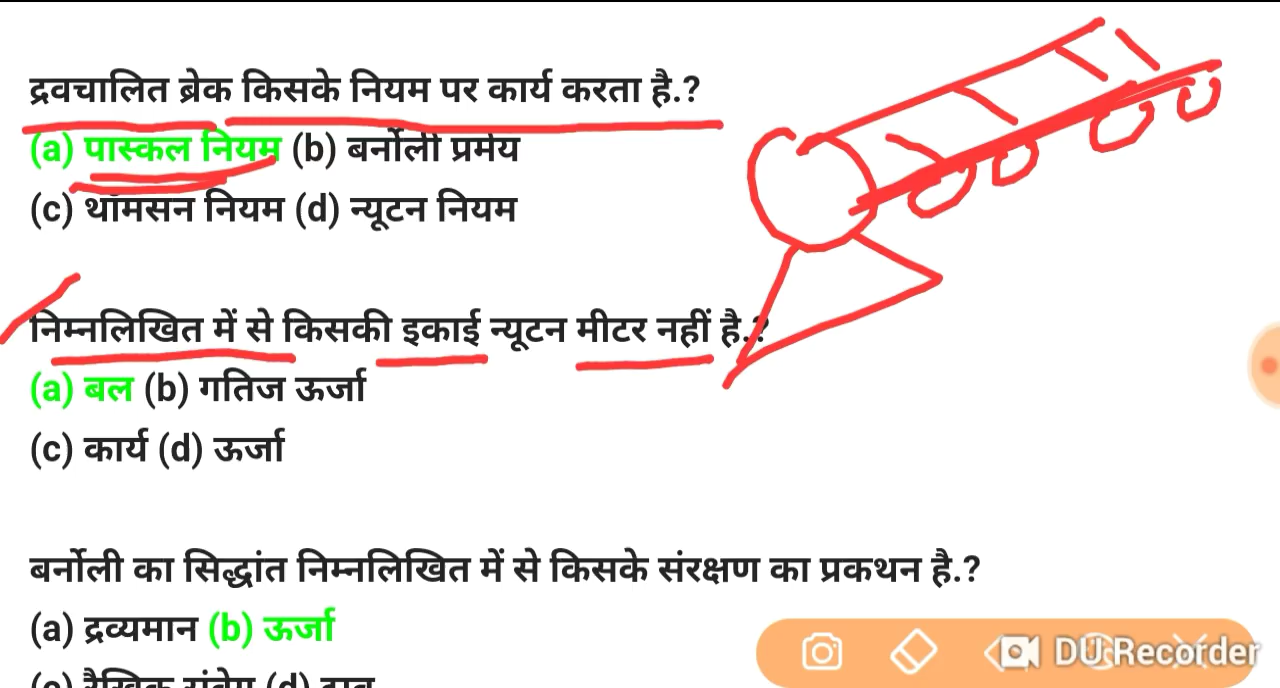 द्रवचालित ब्रेक किसके नियम पर कार्य करता है.?
(a) पास्कल नियम (b) बर्नोली प्रमेय
(c) थॉमसन नियम (d) न्यूटन नियम
निम्नलिखित में से किसकी इकाई न्यूटन मीटर नहीं है.?
(a) बल (b) गतिज ऊर्जा
(c) कार्य (d) ऊर्जा
बर्नोली का सिद्धांत निम्नलिखित में से किसके संरक्षण का प्रकथन है.?
(a) द्रव्यमान (b) ऊर्जा
(c) रैखिक संवेग (d) दाब
DU Recorder